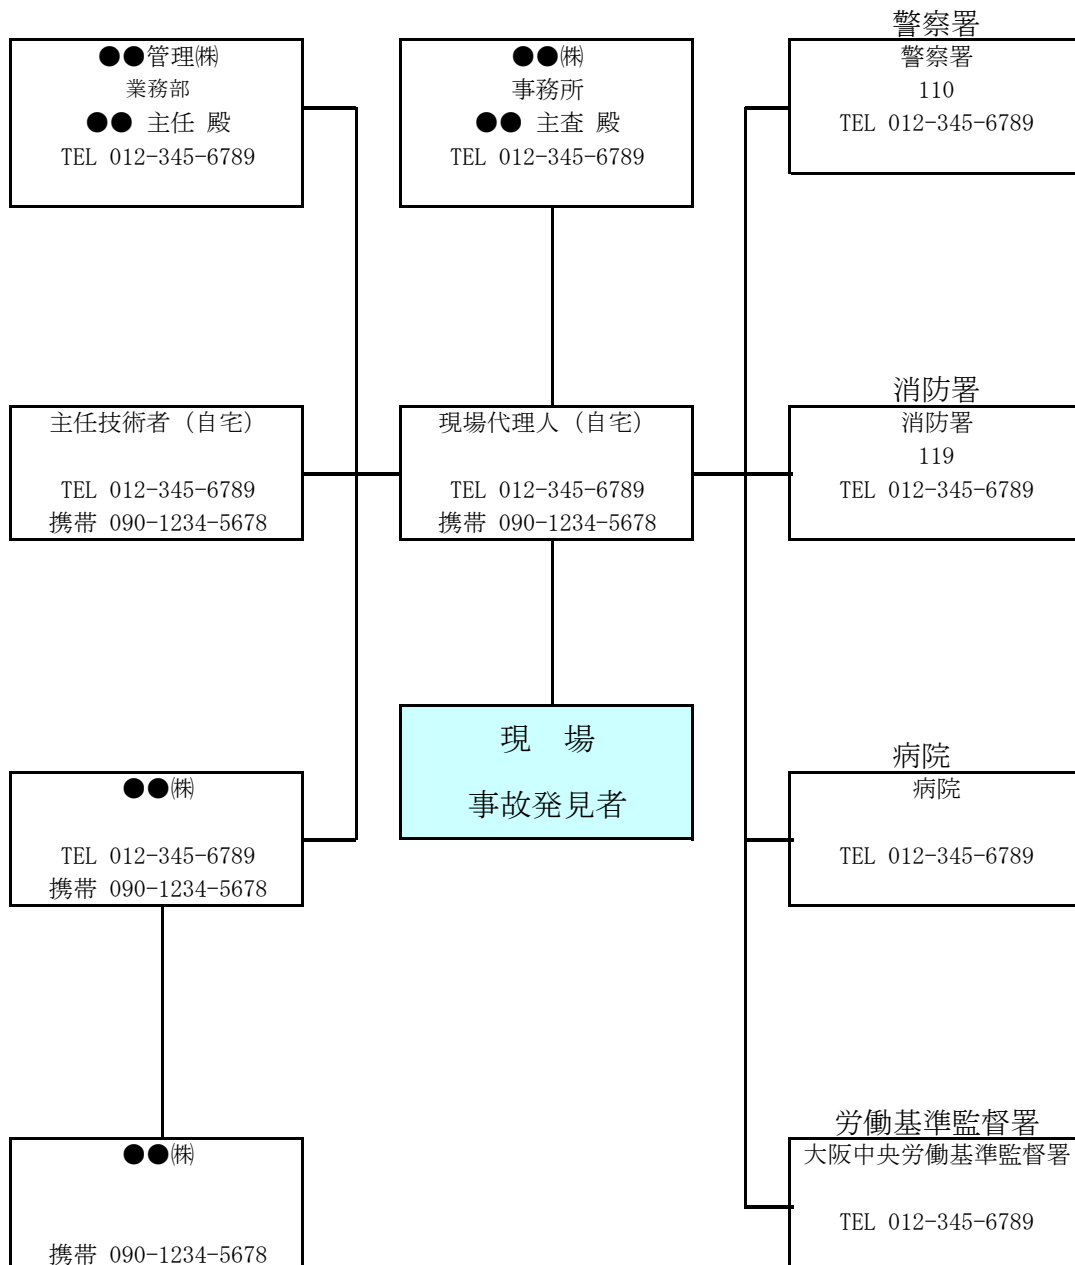 警察署
●●管理㈱
業務部
●● 主任 殿
TEL 012-345-6789
●●㈱
事務所
●● 主査 殿
TEL 012-345-6789
警察署
110
TEL 012-345-6789
消防署
主任技術者（自宅）
TEL 012-345-6789
携帯 090-1234-5678
現場代理人（自宅）
TEL 012-345-6789
携帯 090-1234-5678
消防署
119
TEL 012-345-6789
現　場
事故発見者
病院
●●㈱
TEL 012-345-6789
携帯 090-1234-5678
病院
TEL 012-345-6789
労働基準監督署
●●㈱
携帯 090-1234-5678
大阪中央労働基準監督署
TEL 012-345-6789